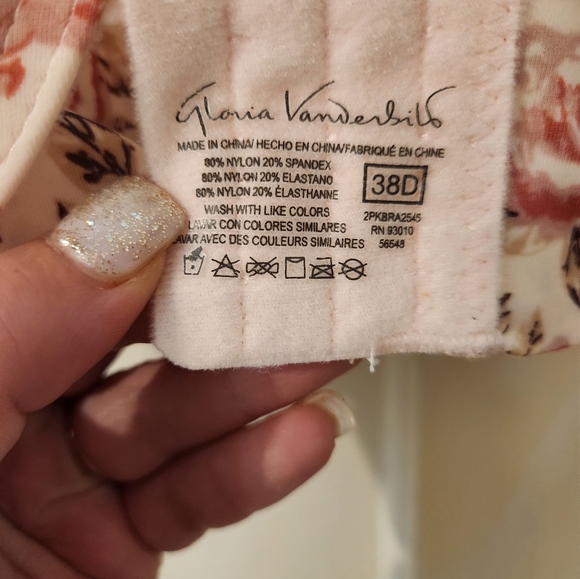 Gloria Vanderbilt
MADE IN CHINA/ HECHO EN CHINA/FABRIQUÉ EN CHINE
80% NYLON 20% SPANDEX
80% NYLON 20% ELASTANO
80% NYLON 20% ÉLASTHANNE
38D
WASH WITH LIKE COLORS
LAVAR CON COLORES SIMILARES
LAVAR AVEC DES COULEURS SIMILAIRES
2PKBRA2545
RN 93010
56548